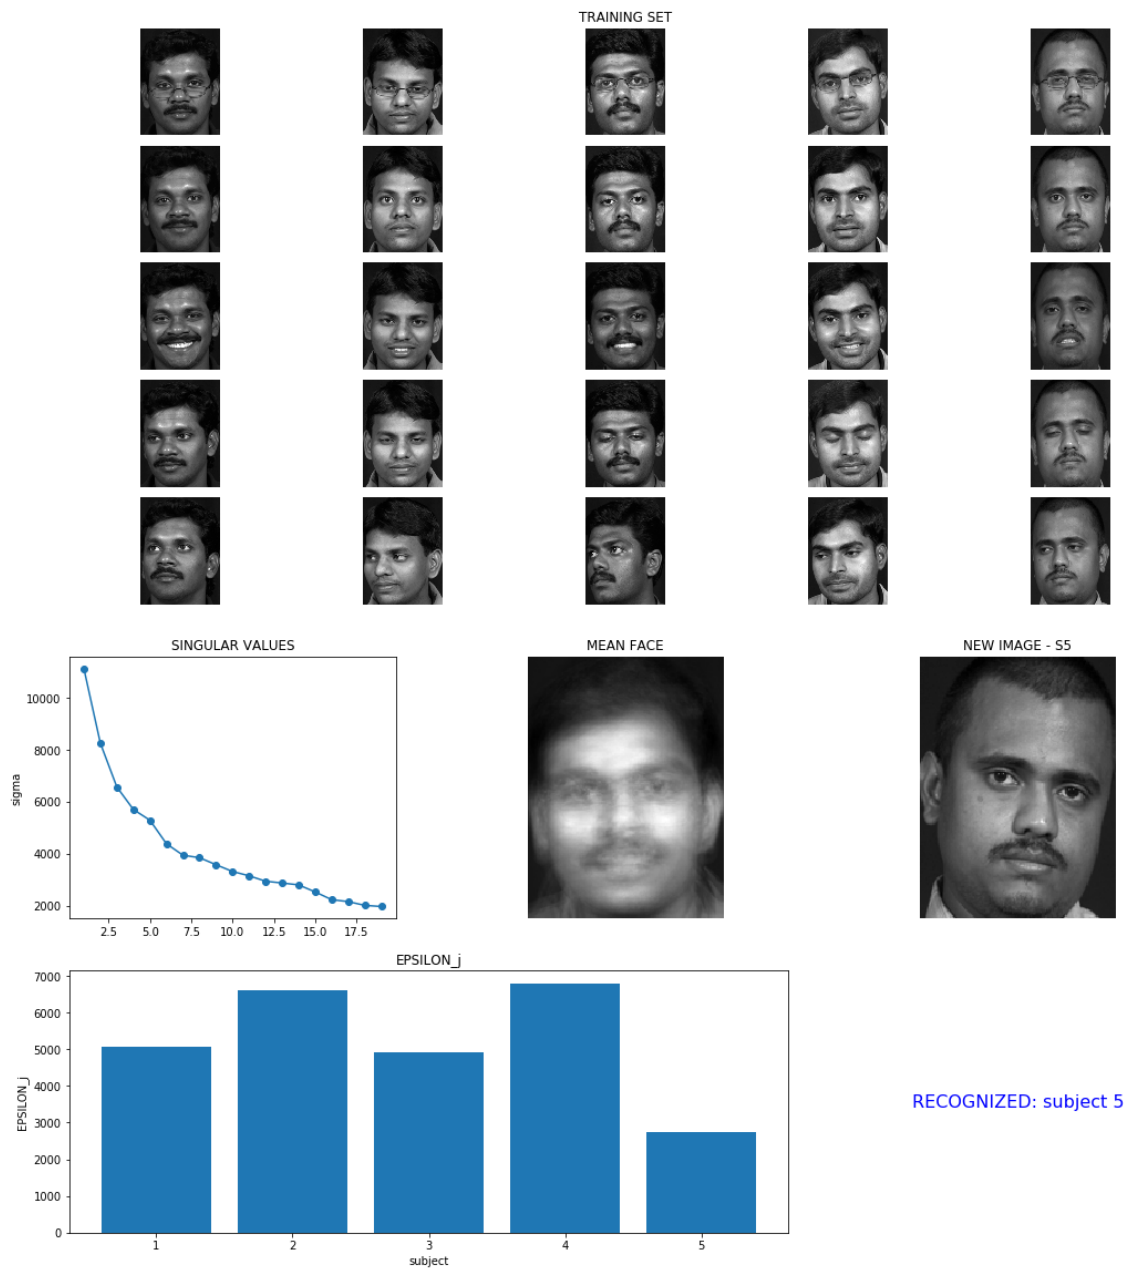 TRAINING SET
SINGULAR VALUES
MEAN FACE
NEW IMAGE - S5
10000
8000
6000
4000
2000
sigma
2.5 5.0 7.5 10.0 12.5 15.0 17.5
EPSILON_j
7000
6000
5000
4000
3000
2000
1000
0
EPSILON_j
1 2 3 4 5
subject
RECOGNIZED: subject 5